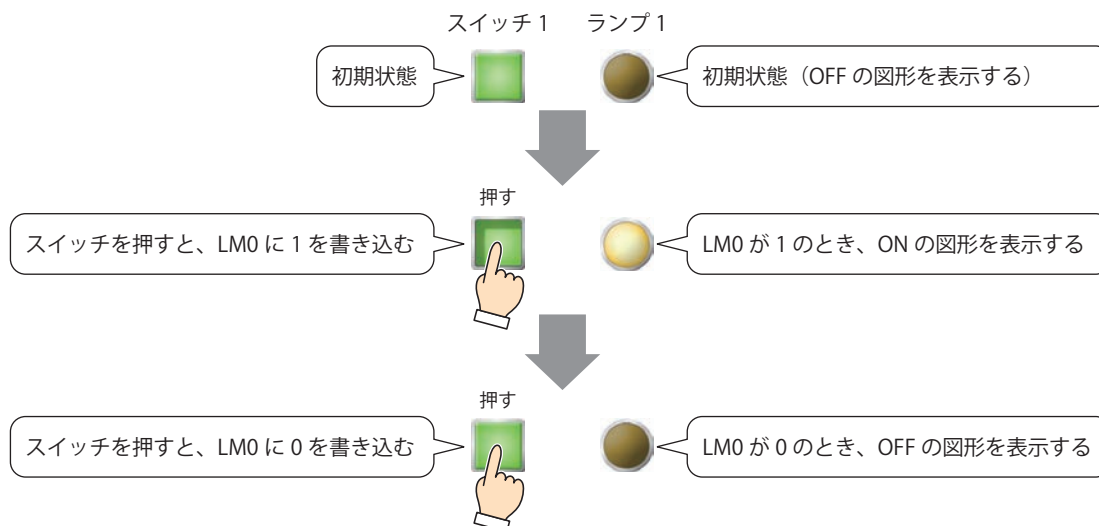 スイッチ 1 ランプ 1
初期状態
初期状態（OFF の図形を表示する）
押す
スイッチを押すと、LM0 に 1 を書き込む
LM0 が 1 のとき、ON の図形を表示する
押す
スイッチを押すと、LM0 に 0 を書き込む
LM0 が 0 のとき、OFF の図形を表示する